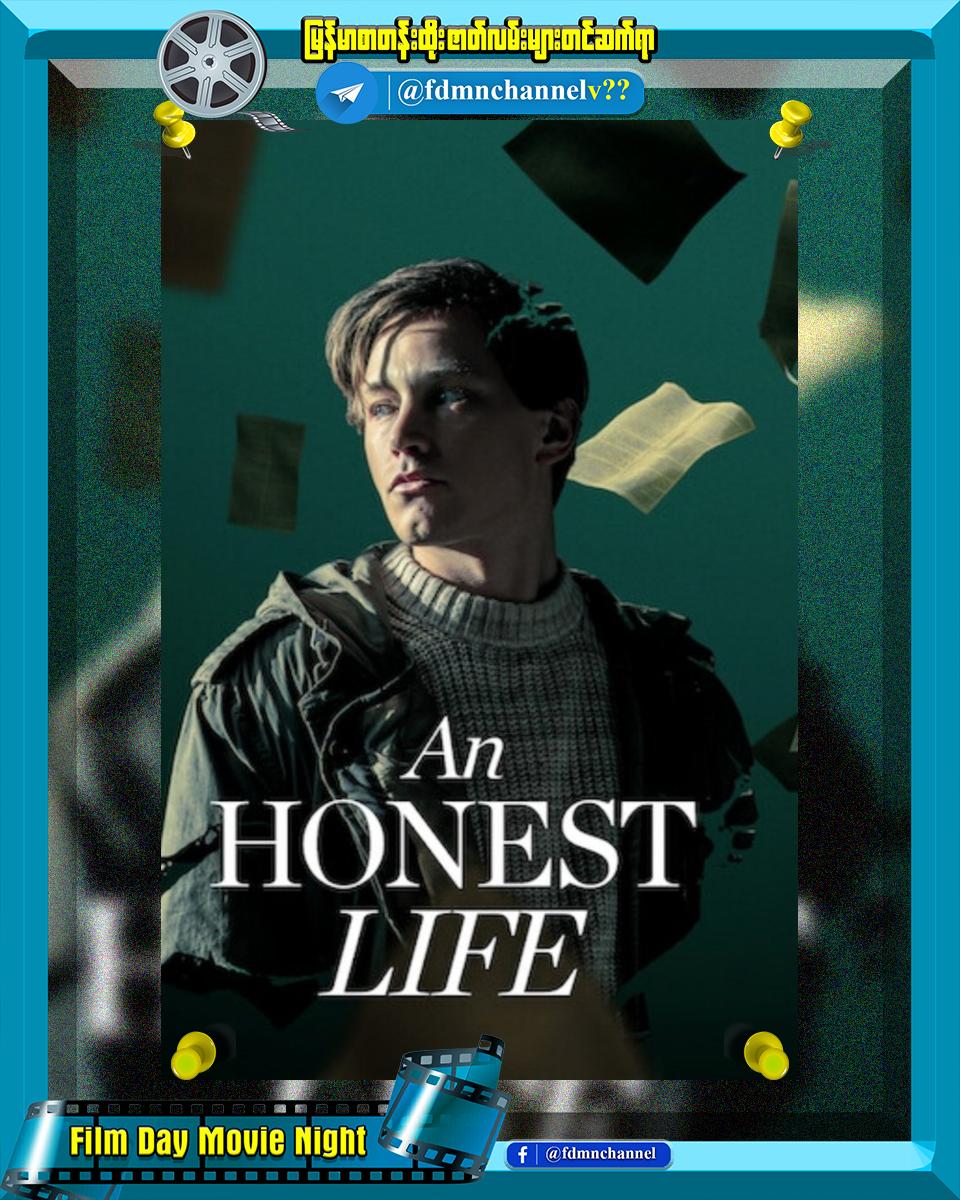 မြန်မာစာတန်းထိုးဇာတ်လမ်းများတင်ဆက်ရာ
@fdmnchannelv??
An
HONEST
LIFE
Film Day Movie Night
@fdmnchannel